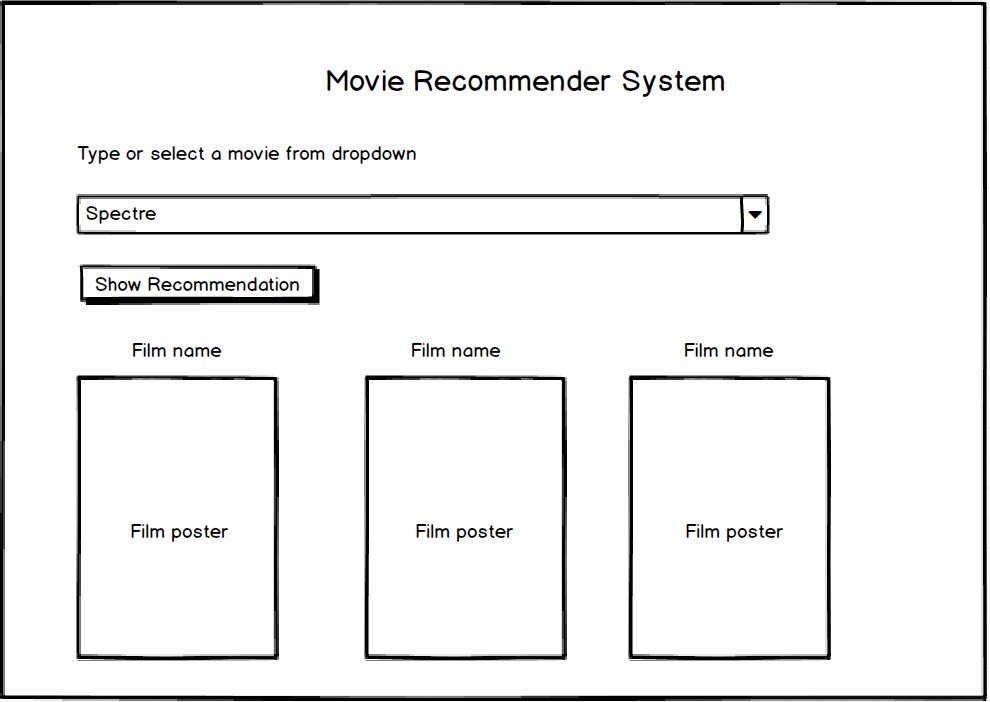 Movie Recommender System
Type or select a movie from dropdown
Spectre
Show Recommendation
Film name Film name Film name
Film poster Film poster Film poster